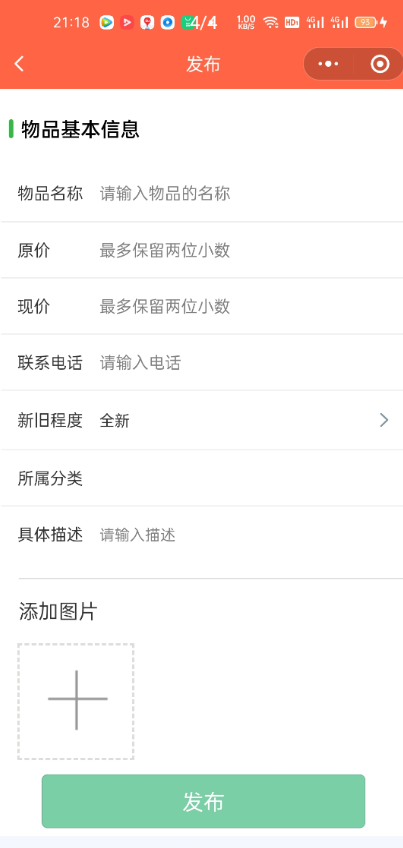 21:18
4/4
1.00 KB/S
HD
4G
4G
93
发布
物品基本信息
物品名称 请输入物品的名称
原价 最多保留两位小数
现价 最多保留两位小数
联系电话 请输入电话
新旧程度 全新
所属分类
具体描述 请输入描述
添加图片
发布